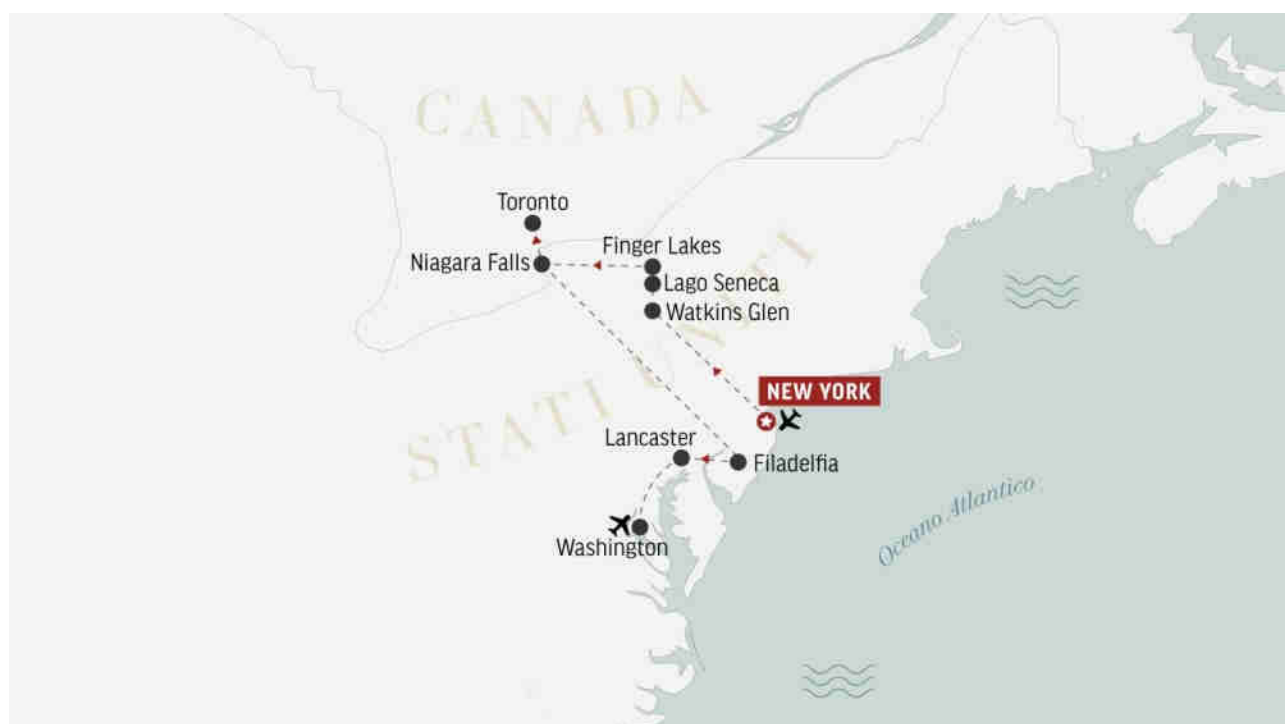 CANADA
Toronto
Niagara Falls
Finger Lakes
Lago Seneca
Watkins Glen
STATI UNITI
NEW YORK
Lancaster
Filadelfia
Washington
Oceano Atlantico